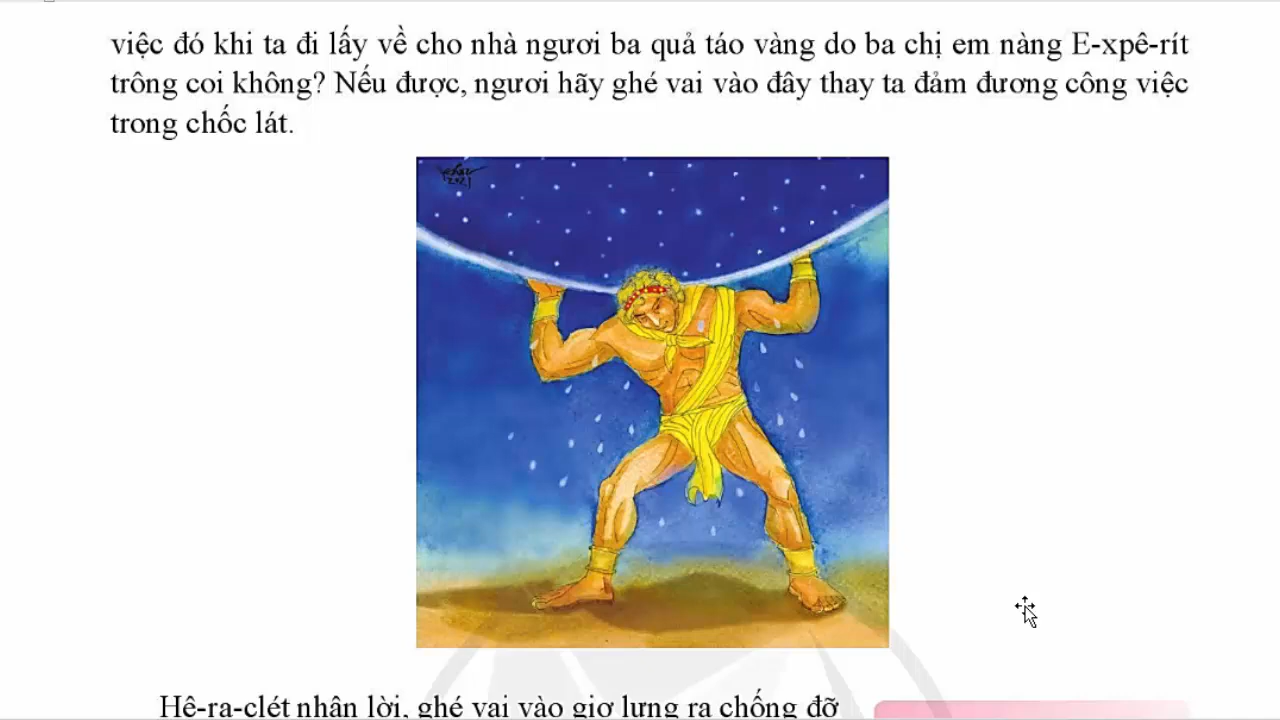 việc đó khi ta đi lấy về cho nhà ngươi ba quả táo vàng do ba chị em nàng E-xpê-rít
trông coi không? Nếu được, ngươi hãy ghé vai vào đây thay ta đảm đương công việc
trong chốc lát.
Hê-ra-clét nhận lời, ghé vai vào giơ lưng ra chống đỡ